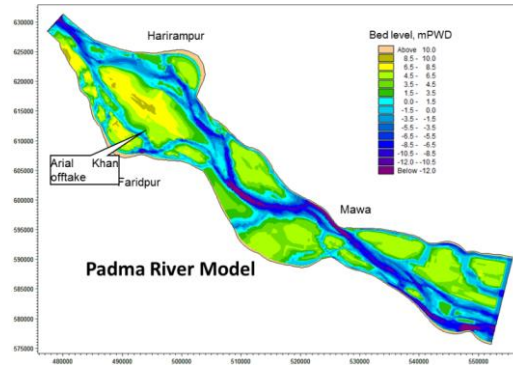 630000
625000
620000
615000
610000
605000
600000
595000
590000
585000
580000
575000
Harirampur
Bed level, mPWD
Above 10.0
8.5 - 10.0
6.5 - 8.5
4.5 - 6.5
3.5 - 4.5
1.5 - 3.5
0.0 - 1.5
-1.5 - 0.0
-3.5 - -1.5
-5.5 - -3.5
-6.5 - -5.5
-8.5 - -6.5
-10.5 - -8.5
-12.0 - -10.5
Below -12.0
Arial Khan
offtake
Faridpur
Mawa
Padma River Model
480000 490000 500000 510000 520000 530000 540000 550000